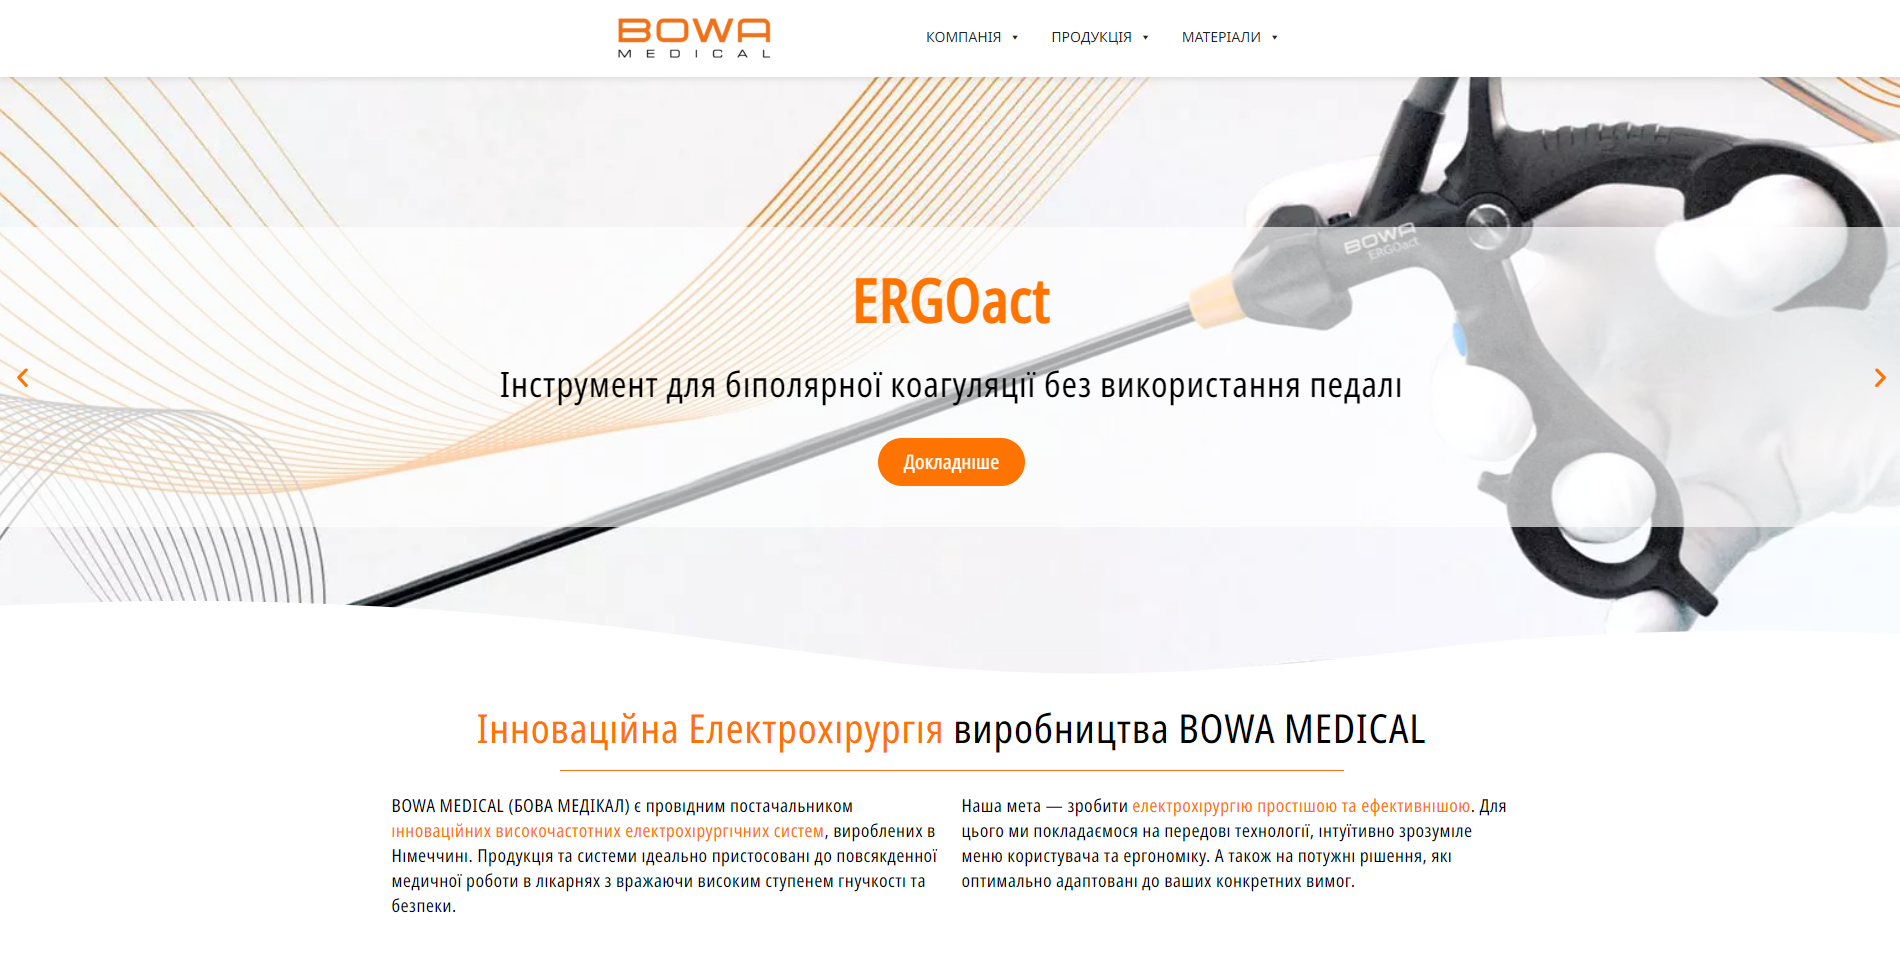 BOWA
MEDICAL
КОМПАНІЯ
ПРОДУКЦІЯ
МАТЕРІАЛИ
BOWA
ERGOact
ERGOact
Інструмент для біполярної коагуляції без використання педалі
Докладніше
Інноваційна Електрохірургія виробництва BOWA MEDICAL
BOWA MEDICAL (БОВА МЕДІКАЛ) є провідним постачальником
інноваційних високочастотних електрохірургічних систем, вироблених в
Німеччині. Продукція та системи ідеально пристосовані до повсякденної
медичної роботи в лікарнях з вражаючи високим ступенем гнучкості та
безпеки.
Наша мета — зробити електрохірургію простішою та ефективнішою. Для
цього ми покладаємося на передові технології, інтуїтивно зрозуміле
меню користувача та ергономіку. А також на потужні рішення, які
оптимально адаптовані до ваших конкретних вимог.